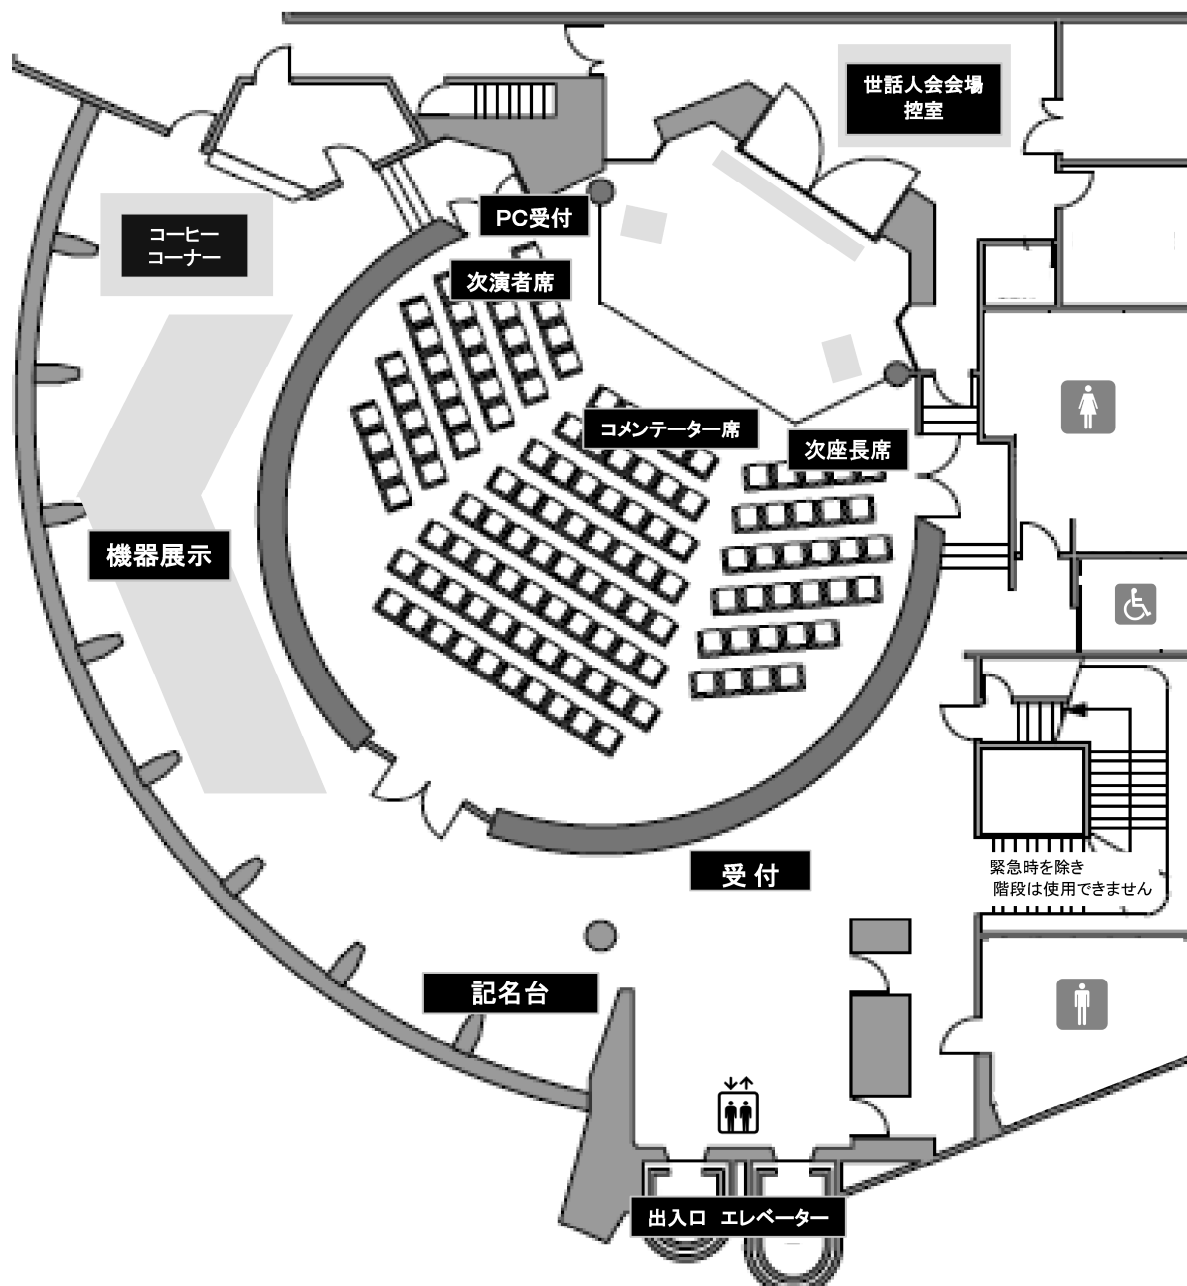 世話人会会場
控室
PC受付
コーヒー
コーナー
次演者席
コメンテーター席
次座長席
機器展示
受付
緊急時を除き
階段は使用できません
記名台
出入口 エレベーター